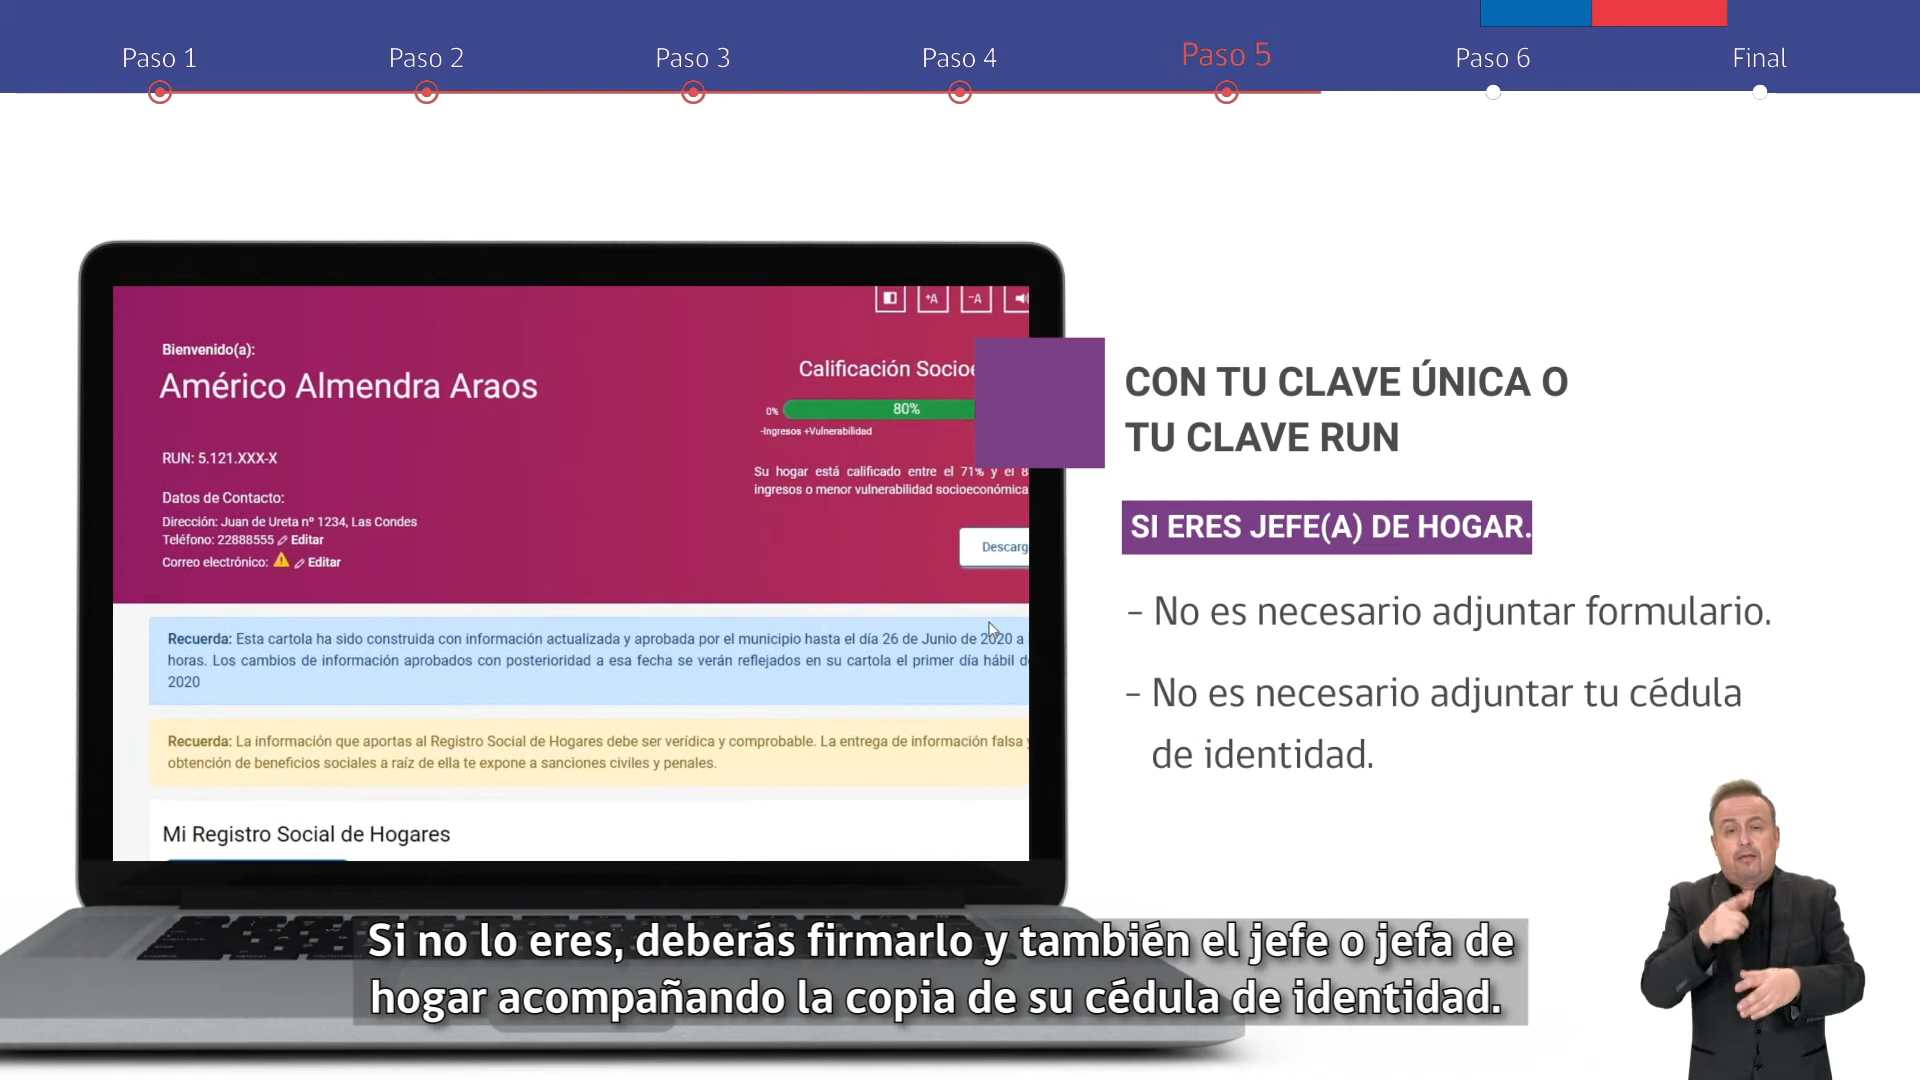 Paso 1
Paso 2
Paso 3
Paso 4
Paso 5
Paso 6
Final
+A
-A
Bienvenido(a):
Américo Almendra Araos
RUN: 5.121.XXX-X
Datos de Contacto:
Dirección: Juan de Ureta nº 1234, Las Condes
Teléfono: 22888555 Editar
Correo electrónico: Editar
Calificación
0%
80%
-Ingresos +Vulnerabilidad
Su hogar está calificado entre el 71% y el
ingresos o menor vulnerabilidad socioeconómica
Recuerda: Esta cartola ha sido construida con información actualizada y aprobada por el municipio hasta el día 26 de Junio de 2020 a
horas. Los cambios de información aprobados con posterioridad a esa fecha se verán reflejados en su cartola el primer día hábil
2020
Recuerda: La información que aportas al Registro Social de Hogares debe ser verídica y comprobable. La entrega de información falsa
obtención de beneficios sociales a raíz de ella te expone a sanciones civiles y penales.
Mi Registro Social de Hogares
CON TU CLAVE ÚNICA O
TU CLAVE RUN
SI ERES JEFE(A) DE HOGAR.
- No es necesario adjuntar formulario.
- No es necesario adjuntar tu cédula
de identidad.
Si no lo eres, deberás firmarlo y también el jefe o jefa de
hogar acompañando la copia de su cédula de identidad.